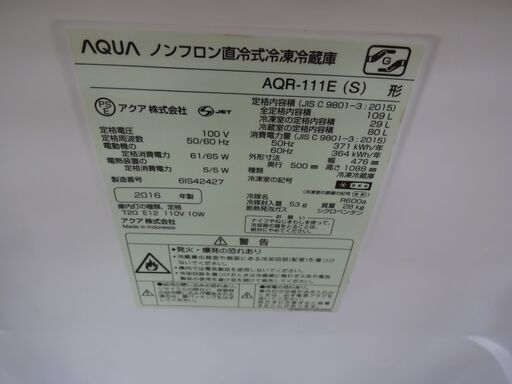 AQUA ノンフロン直冷式冷凍冷蔵庫
AQR-111E (S) 形
PS
E
アクア株式会社 S JET
定格電圧 100 V
定格周波数 50/60 Hz
電動機の
定格消費電力 61/65 W
電熱装置の
定格消費電力 5/5 W
製造番号 6IS42427
2016 年製
庫内灯の種類、定格
T20 E12 110V 10W
アクア株式会社
Made in Indonesia
G
定格内容積 (JIS C 9801-3 : 2015)
全定格内容積 109 L
冷凍室の定格内容積 29 L
冷蔵室の定格内容積 80 L
消費電力量 (JIS C 9801-3 : 2015)
50Hz 371 kWh/年
60Hz 364 kWh/年
外形寸法 幅 476 mm
奥行 500 mm 高さ 1088 mm
種類 冷凍冷蔵庫
冷凍室の記号
冷媒 R600a
冷媒封入量 53 g 質量 28 kg
断熱発泡ガス シクロペンタン
お願い
警告
発火・爆発の恐れあり